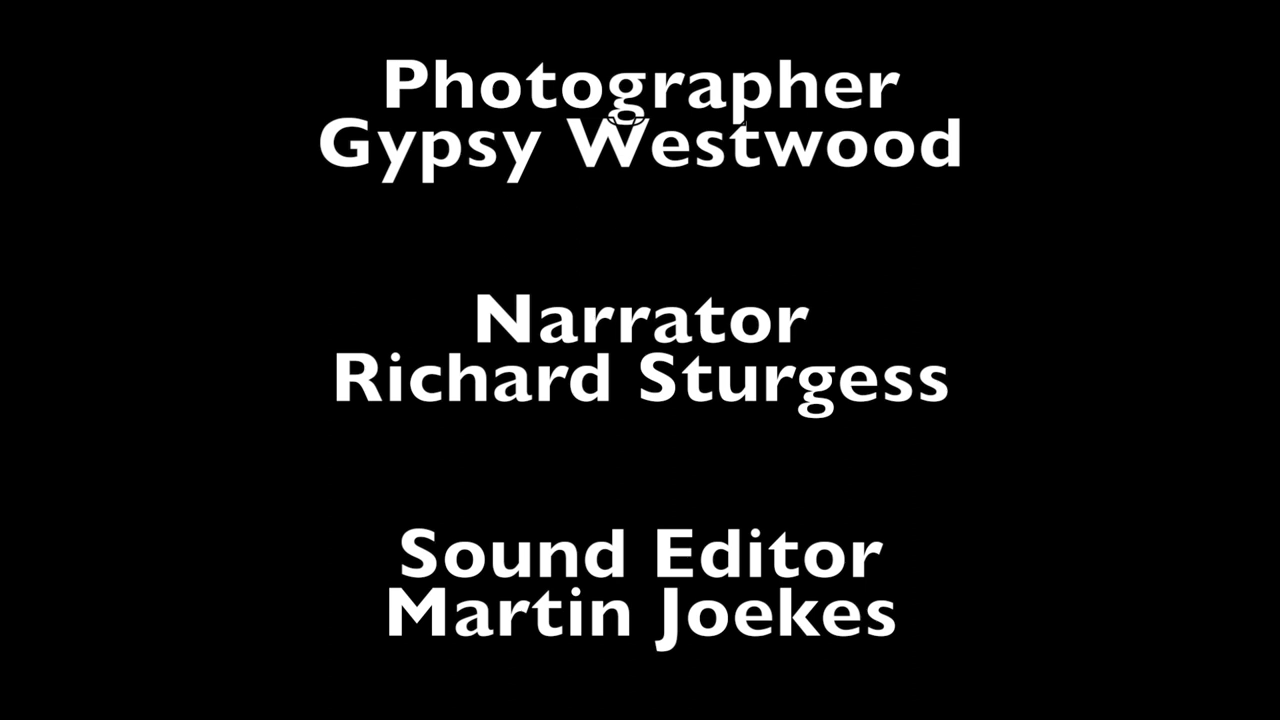 Photographer
Gypsy Westwood
Narrator
Richard Sturgess
Sound Editor
Martin Joekes